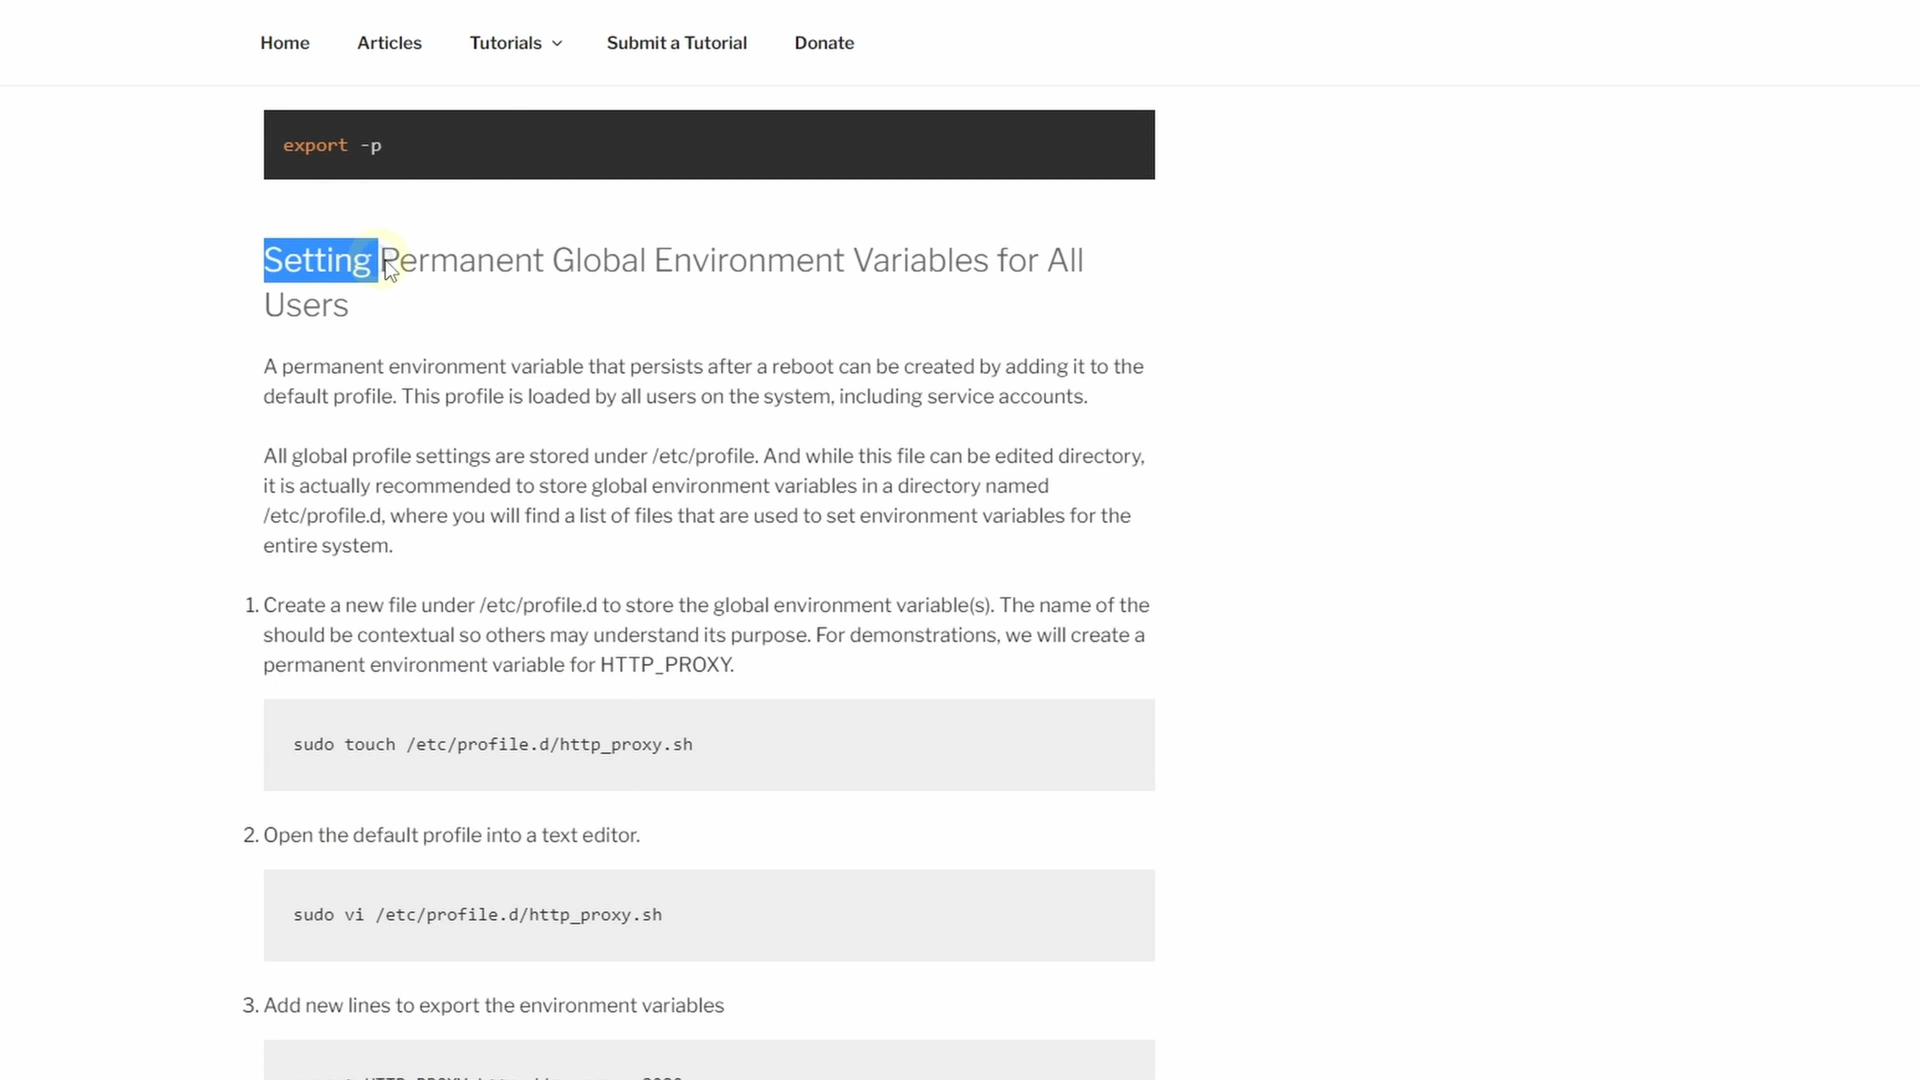 Home Articles Tutorials Submit a Tutorial Donate
export -p
Setting Permanent Global Environment Variables for All
Users
A permanent environment variable that persists after a reboot can be created by adding it to the
default profile. This profile is loaded by all users on the system, including service accounts.
All global profile settings are stored under /etc/profile. And while this file can be edited directory,
it is actually recommended to store global environment variables in a directory named
/etc/profile.d, where you will find a list of files that are used to set environment variables for the
entire system.
1. Create a new file under /etc/profile.d to store the global environment variable(s). The name of the
should be contextual so others may understand its purpose. For demonstrations, we will create a
permanent environment variable for HTTP_PROXY.
sudo touch /etc/profile.d/http_proxy.sh
2. Open the default profile into a text editor.
sudo vi /etc/profile.d/http_proxy.sh
3. Add new lines to export the environment variables